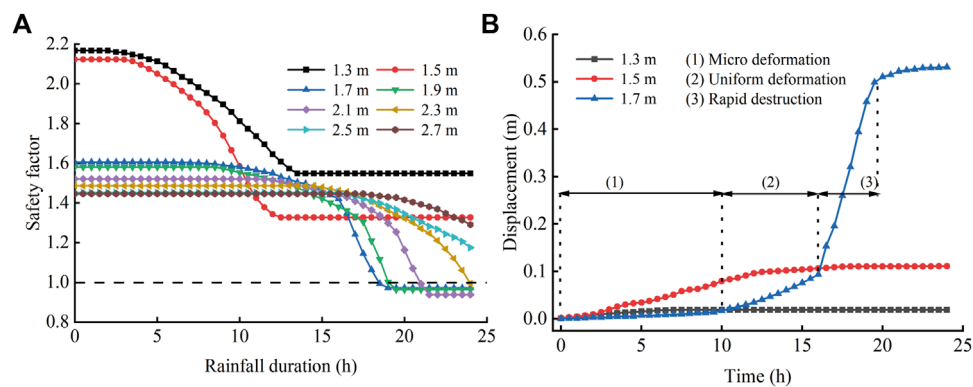 A
2.2
2.0
1.8
1.6
1.4
1.2
1.0
0.8
Safety factor
0 5 10 15 20 25
Rainfall duration (h)
1.3 m 1.5 m
1.7 m 1.9 m
2.1 m 2.3 m
2.5 m 2.7 m
B
0.6
0.5
0.4
0.3
0.2
0.1
0.0
Displacement (m)
0 5 10 15 20 25
Time (h)
1.3 m (1) Micro deformation
1.5 m (2) Uniform deformation
1.7 m (3) Rapid destruction
(1) (2) (3)